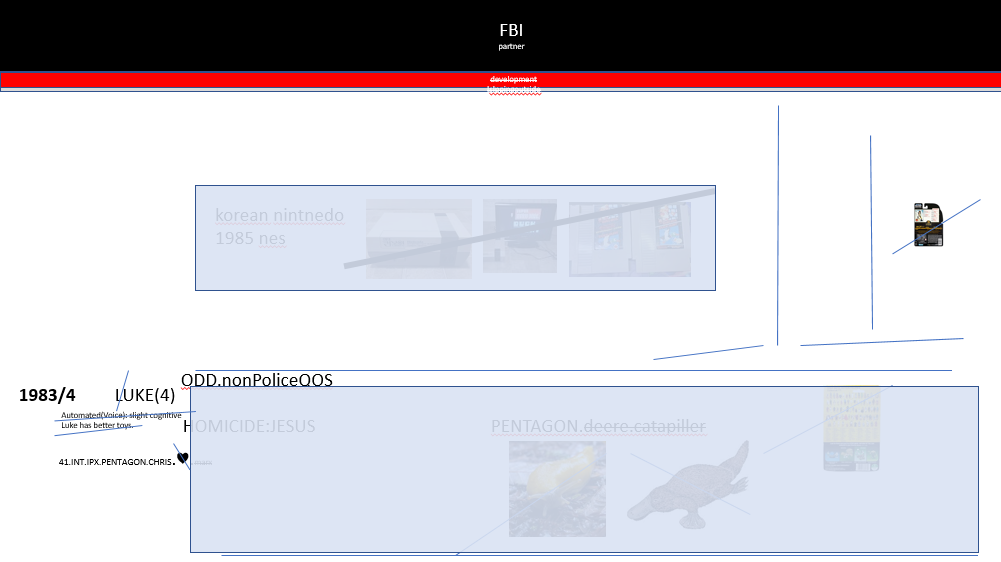 FBI
partner
development
korean nintnedo
1985 nes
ODD.nonPoliceQOS
1983/4
LUKE(4)
Automated(Voice): slight cognitive
Luke has better toys.
HOMICIDE:JESUS
PENTAGON.deere.catapiller
41.INT.IPX.PENTAGON.CHRIS.